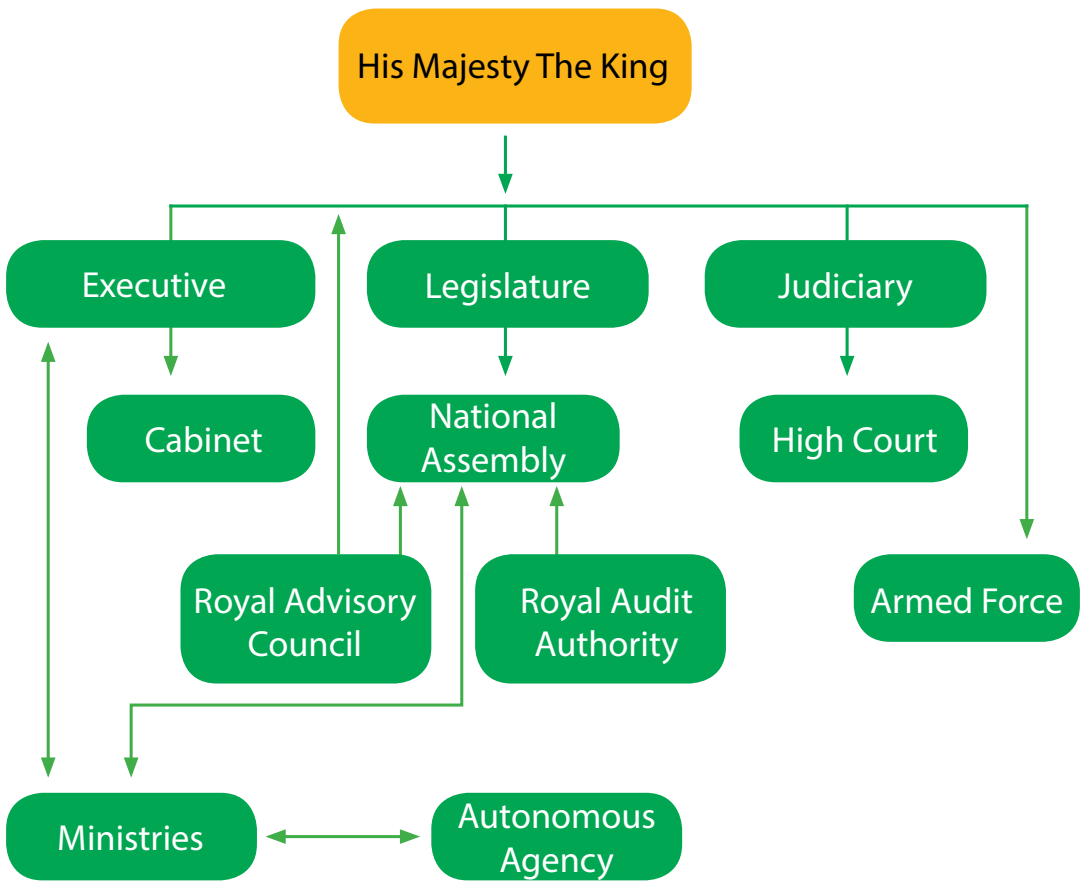 His Majesty The King
Executive
Legislature
Judiciary
Cabinet
National
Assembly
High Court
Royal Advisory
Council
Royal Audit
Authority
Armed Force
Ministries
Autonomous
Agency